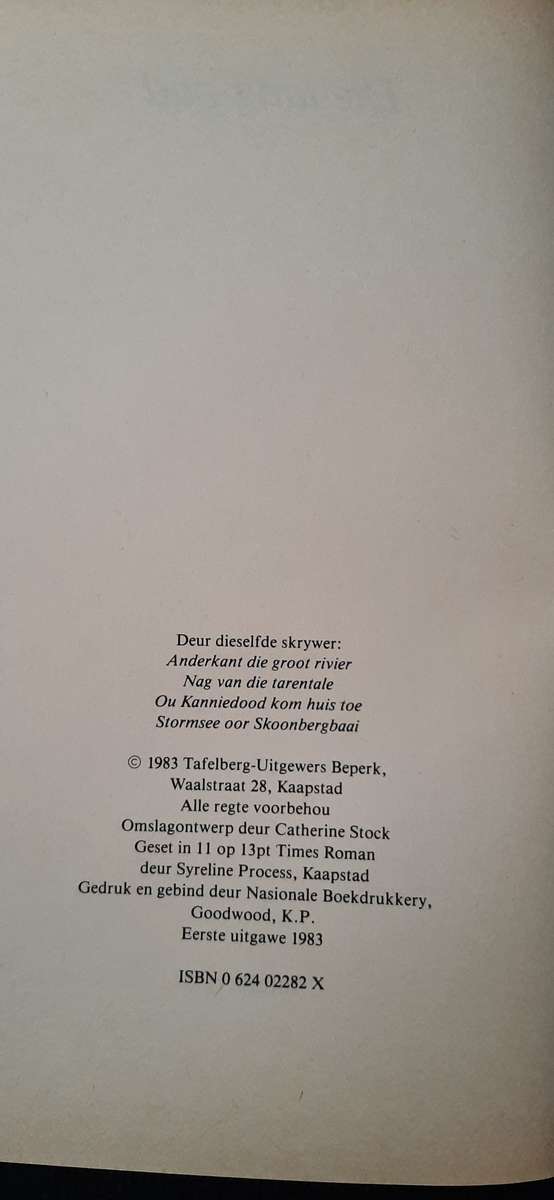 Deur dieselfde skrywer:
Anderkant die groot rivier
Nag van die tarentale
Ou Kanniedood kom huis toe
Stormsee oor Skoonbergbaai
© 1983 Tafelberg-Uitgewers Beperk,
Waalstraat 28, Kaapstad
Alle regte voorbehou
Omslagontwerp deur Catherine Stock
Geset in 11 op 13pt Times Roman
deur Syreline Process, Kaapstad
Gedruk en gebind deur Nasionale Boekdrukkery,
Goodwood, K.P.
Eerste uitgawe 1983
ISBN 0 624 02282 X